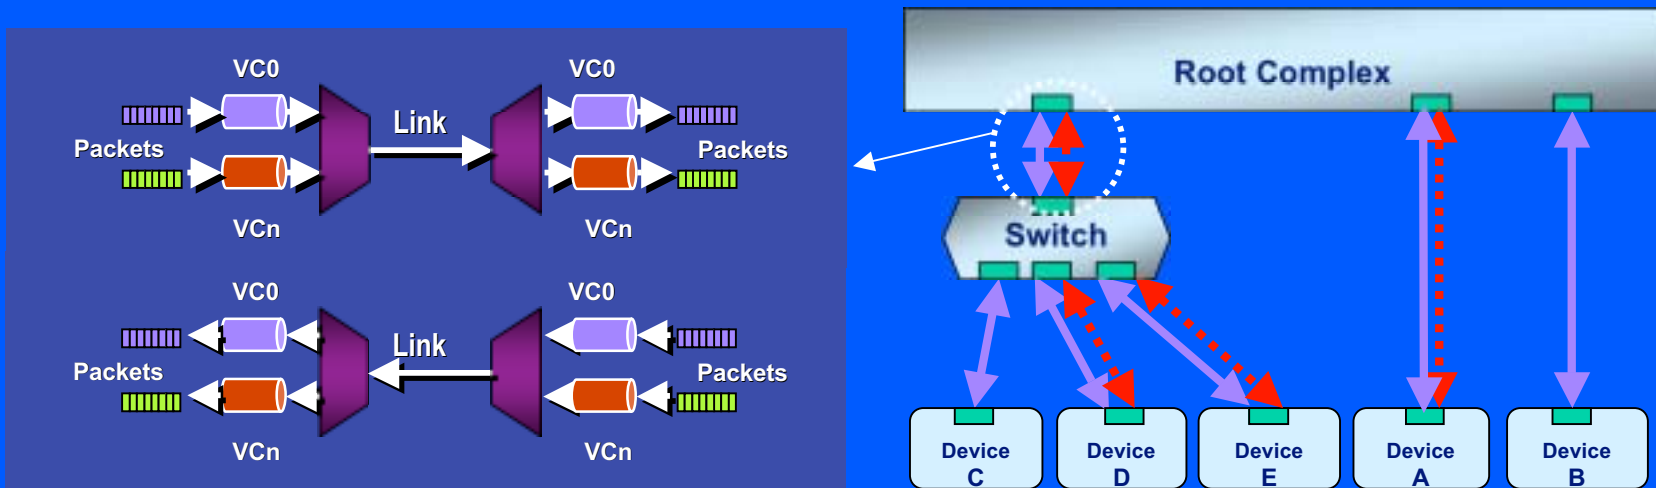 VC0
VC0
Link
Packets
Packets
VCn
VCn
VC0
VC0
Link
Packets
Packets
VCn
VCn
Root Complex
Switch
Device
C
Device
D
Device
E
Device
A
Device
B